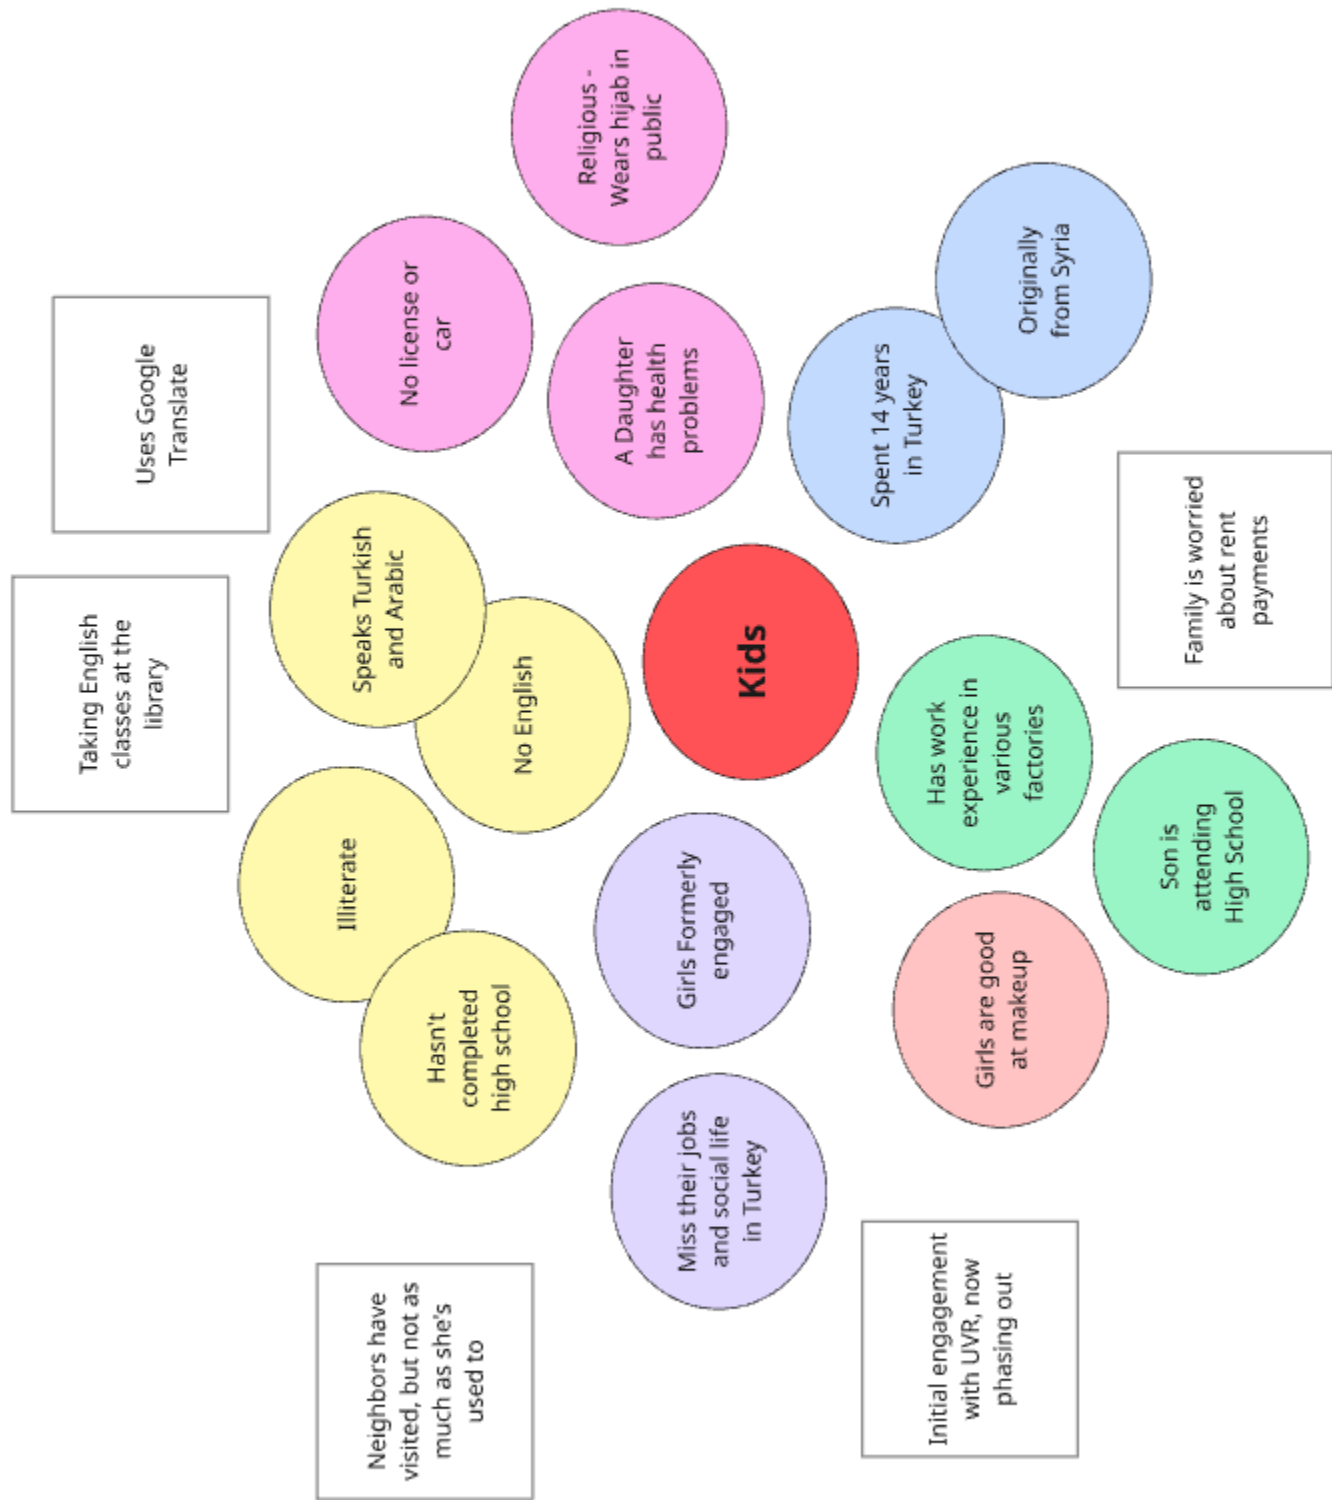 Neighbors have
visited, but not as
much as she's
used to
Taking English
classes at the
library
Uses Google
Translate
Hasn't
completed
high school
Illiterate
Speaks Turkish
and Arabic
No English
No license or
car
Religious -
Wears hijab in
public
A Daughter
has health
problems
Miss their jobs
and social life
in Turkey
Girls Formerly
engaged
Kids
Spent 14 years
in Turkey
Originally
from Syria
Initial engagement
with UVR, now
phasing out
Girls are good
at makeup
Has work
experience in
various
factories
Son is
attending
High School
Family is worried
about rent
payments